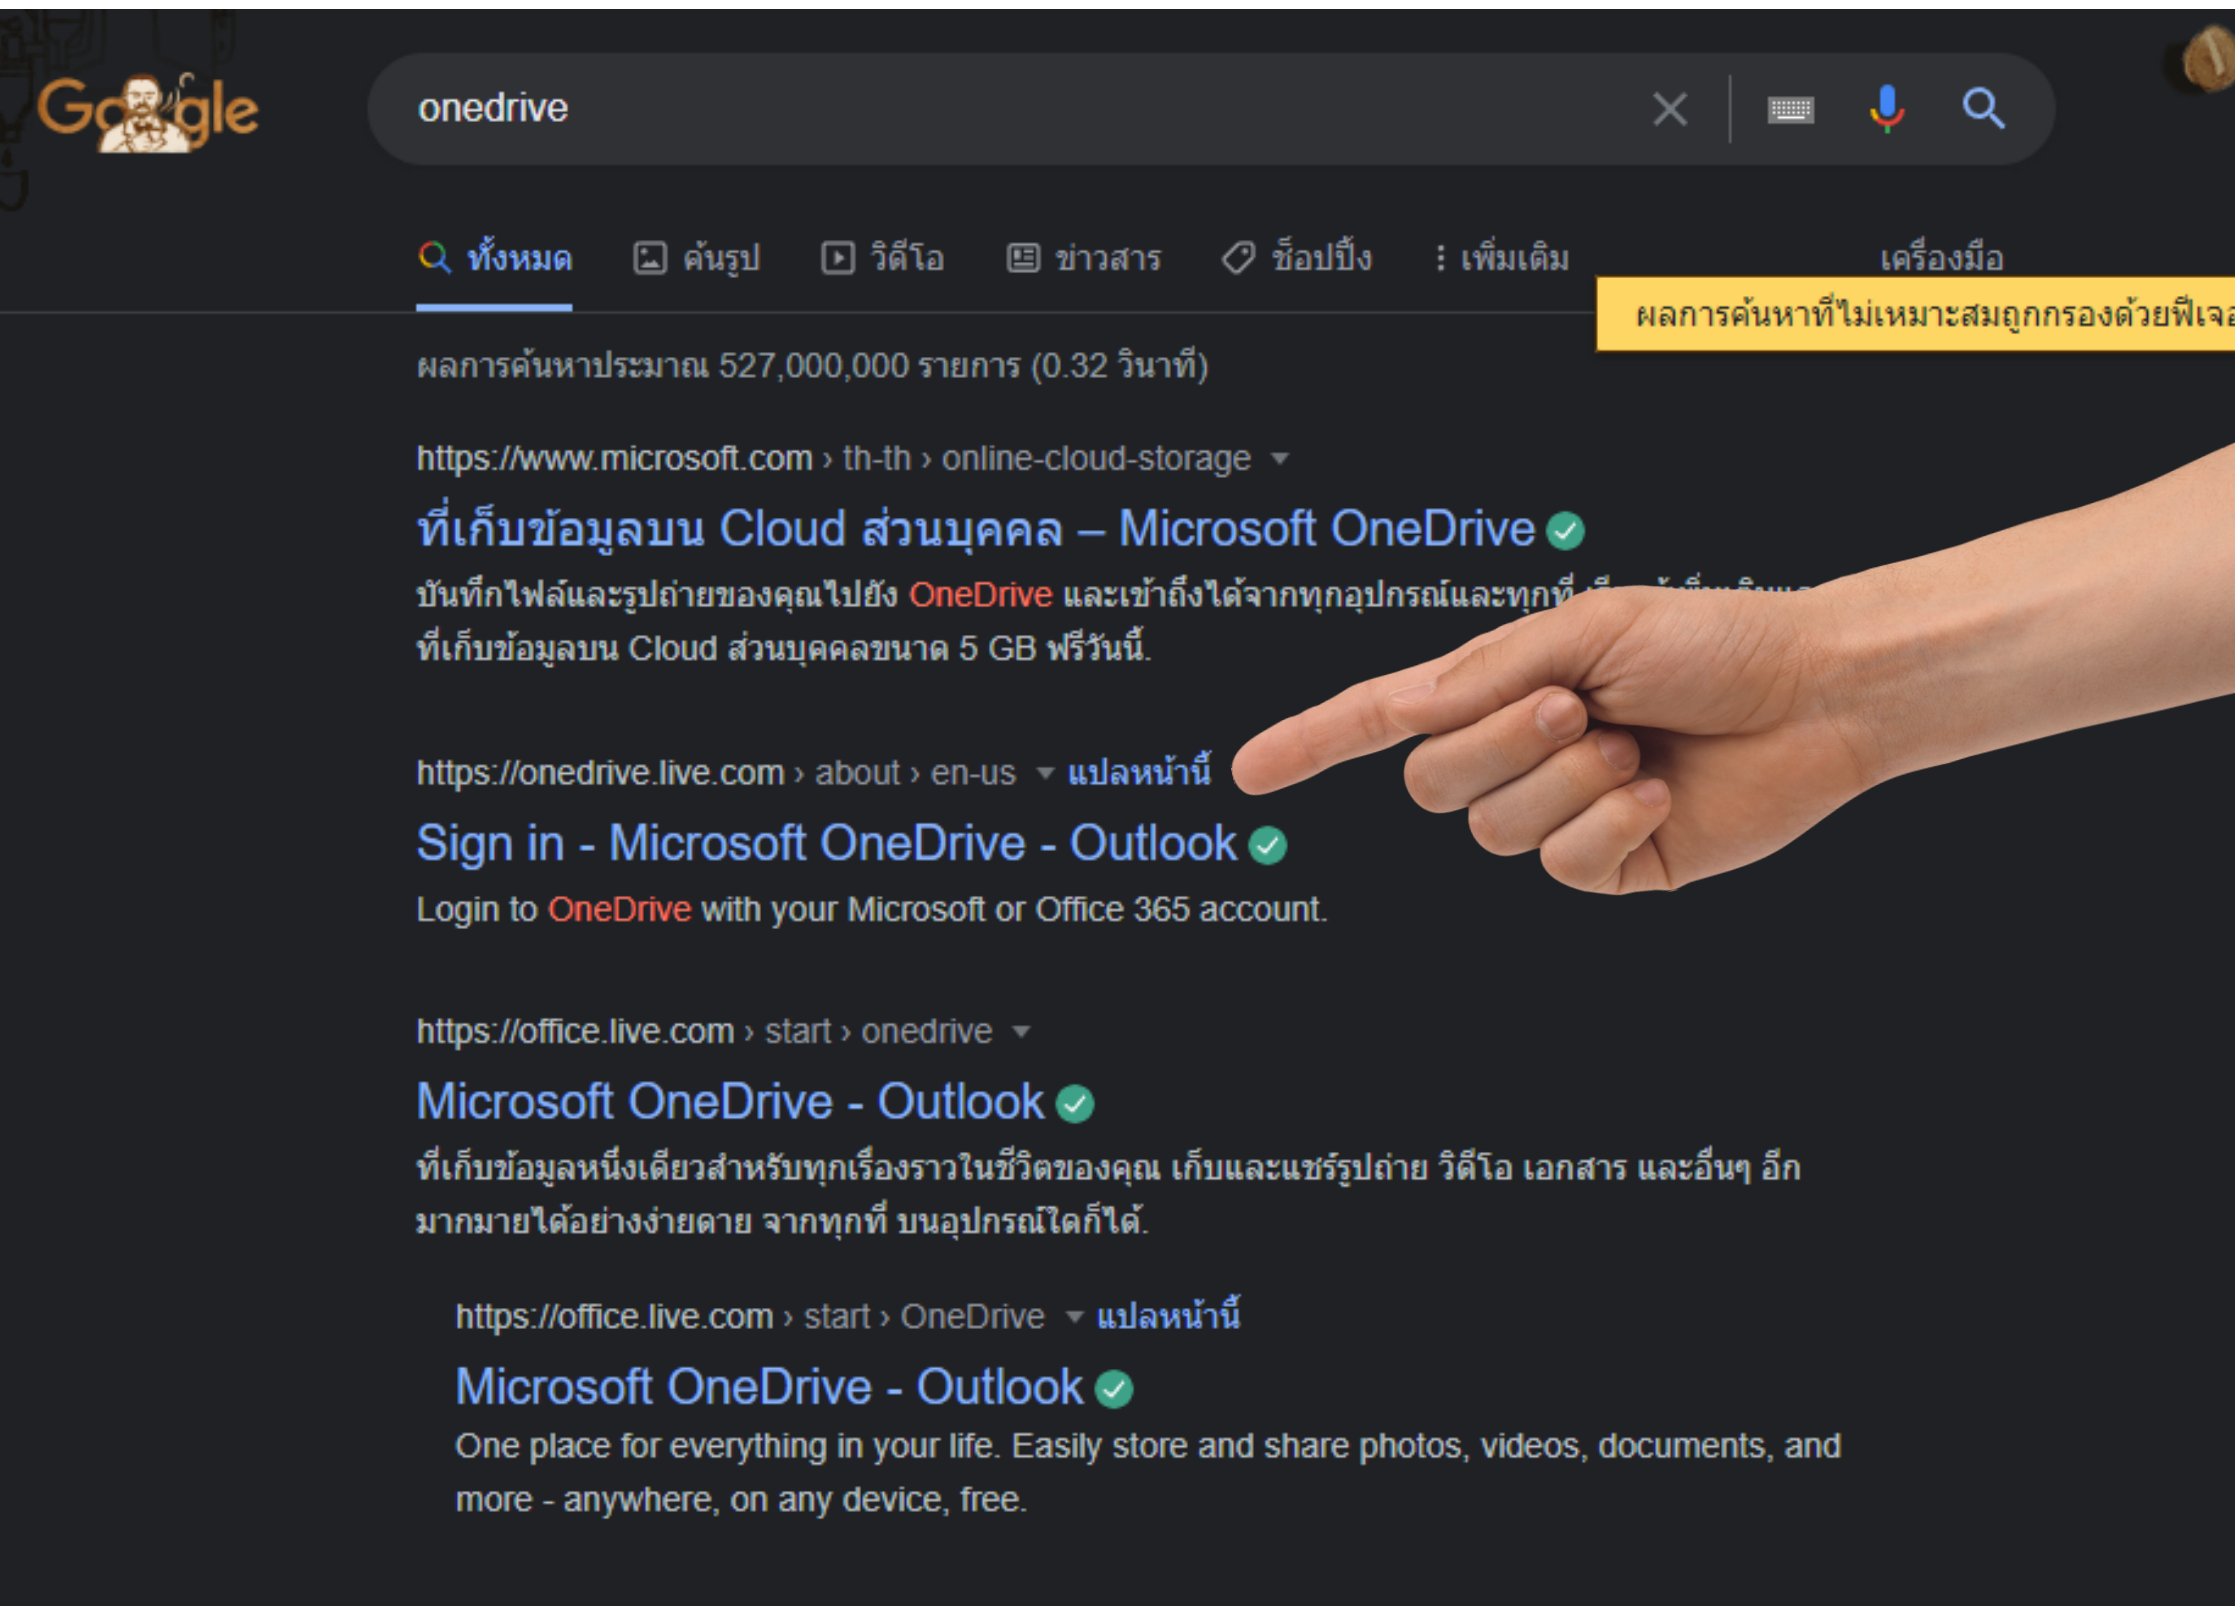 Google
onedrive
ทั้งหมด ค้นรูป วิดีโอ ข่าวสาร ช็อปปิ้ง เพิ่มเติม เครื่องมือ
ผลการค้นหาที่ไม่เหมาะสมถูกกรองด้วยฟีเจอ
ผลการค้นหาประมาณ 527,000,000 รายการ (0.32 วินาที)
https://www.microsoft.com › th-th › online-cloud-storage
ที่เก็บข้อมูลบน Cloud ส่วนบุคคล – Microsoft OneDrive
บันทึกไฟล์และรูปถ่ายของคุณไปยัง OneDrive และเข้าถึงได้จากทุกอุปกรณ์และทุกที่
ที่เก็บข้อมูลบน Cloud ส่วนบุคคลขนาด 5 GB ฟรีวันนี้.
https://onedrive.live.com › about › en-us แปลหน้านี้
Sign in - Microsoft OneDrive - Outlook
Login to OneDrive with your Microsoft or Office 365 account.
https://office.live.com › start › onedrive
Microsoft OneDrive - Outlook
ที่เก็บข้อมูลหนึ่งเดียวสำหรับทุกเรื่องราวในชีวิตของคุณ เก็บและแชร์รูปถ่าย วิดีโอ เอกสาร และอื่นๆ อีก
มากมายได้อย่างง่ายดาย จากทุกที่ บนอุปกรณ์ใดก็ได้.
https://office.live.com › start › OneDrive แปลหน้านี้
Microsoft OneDrive - Outlook
One place for everything in your life. Easily store and share photos, videos, documents, and
more - anywhere, on any device, free.